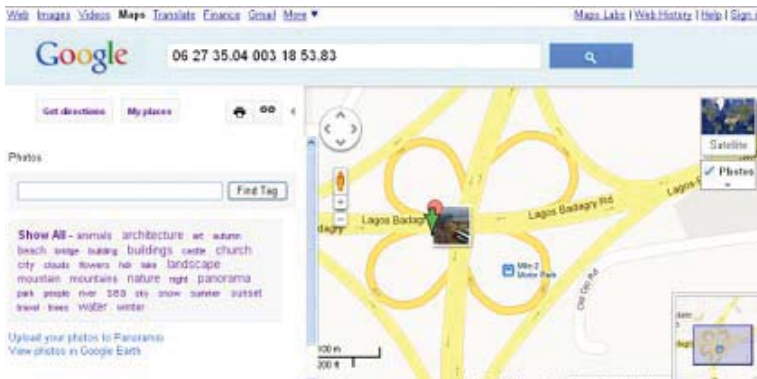 Web Images Videos Maps Translate Finance Gmail More ▼
Maps Labs | Web History | Help | Sign
Google
06 27 35.04 003 18 53.83
Get directions
My places
Photos
Find Tag
Show All - animals architecture art autumn
beach bridge building buildings castle church
city clouds flowers lake landscape
mountain mountains nature night panorama
park people river sea sky snow summer sunset
travel trees water winter
Upload your photos to Panoramio
View photos in Google Earth
Satellite
Photos
Lagos-
Lagos Badagry
Lagos Badagry Rd
dagry
Mile 2
Motor Park
Old Ojo Rd
100 m
200 ft